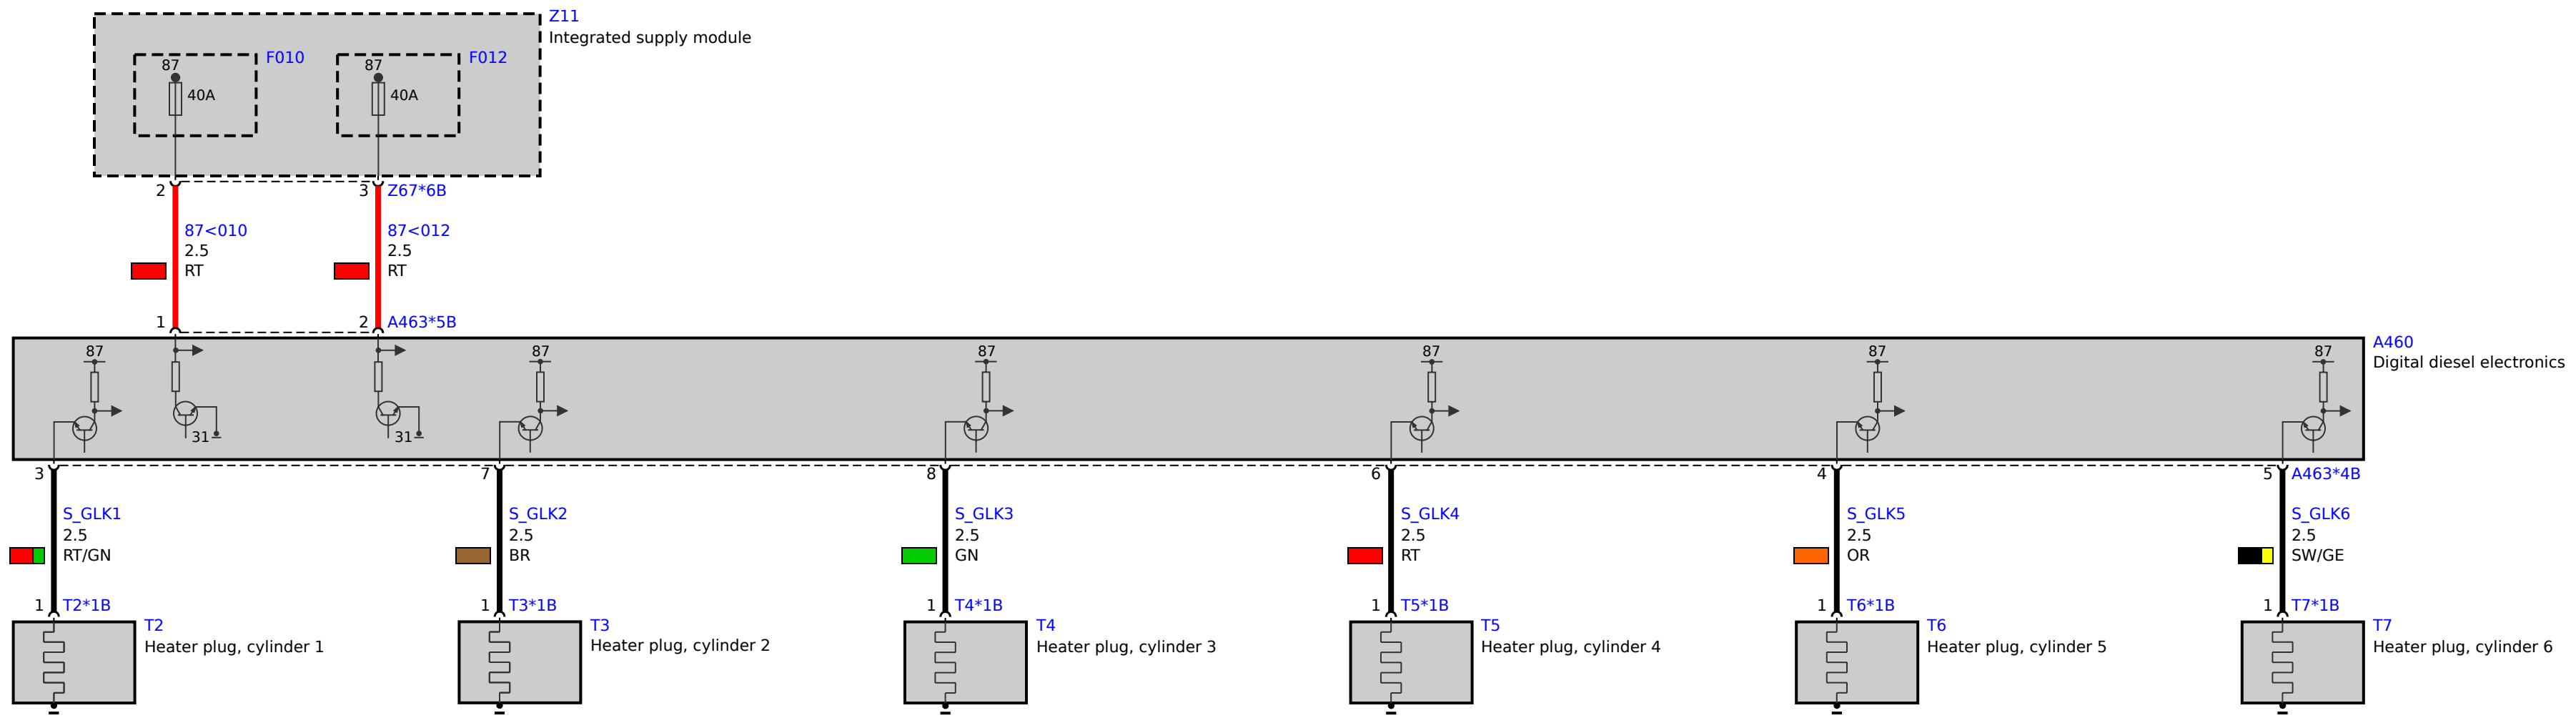 Z11
Integrated supply module
87 F010 87 F012
40A 40A
2 3 Z67*6B
87<010 87<012
2.5 2.5
RT RT
1 2 A463*5B
A460
Digital diesel electronics
87 87 87 87 87 87
31 31
3 7 8 6 4 5 A463*4B
S_GLK1 S_GLK2 S_GLK3 S_GLK4 S_GLK5 S_GLK6
2.5 2.5 2.5 2.5 2.5 2.5
RT/GN BR GN RT OR SW/GE
1 T2*1B 1 T3*1B 1 T4*1B 1 T5*1B 1 T6*1B 1 T7*1B
T2 T3 T4 T5 T6 T7
Heater plug, cylinder 1 Heater plug, cylinder 2 Heater plug, cylinder 3 Heater plug, cylinder 4 Heater plug, cylinder 5 Heater plug, cylinder 6